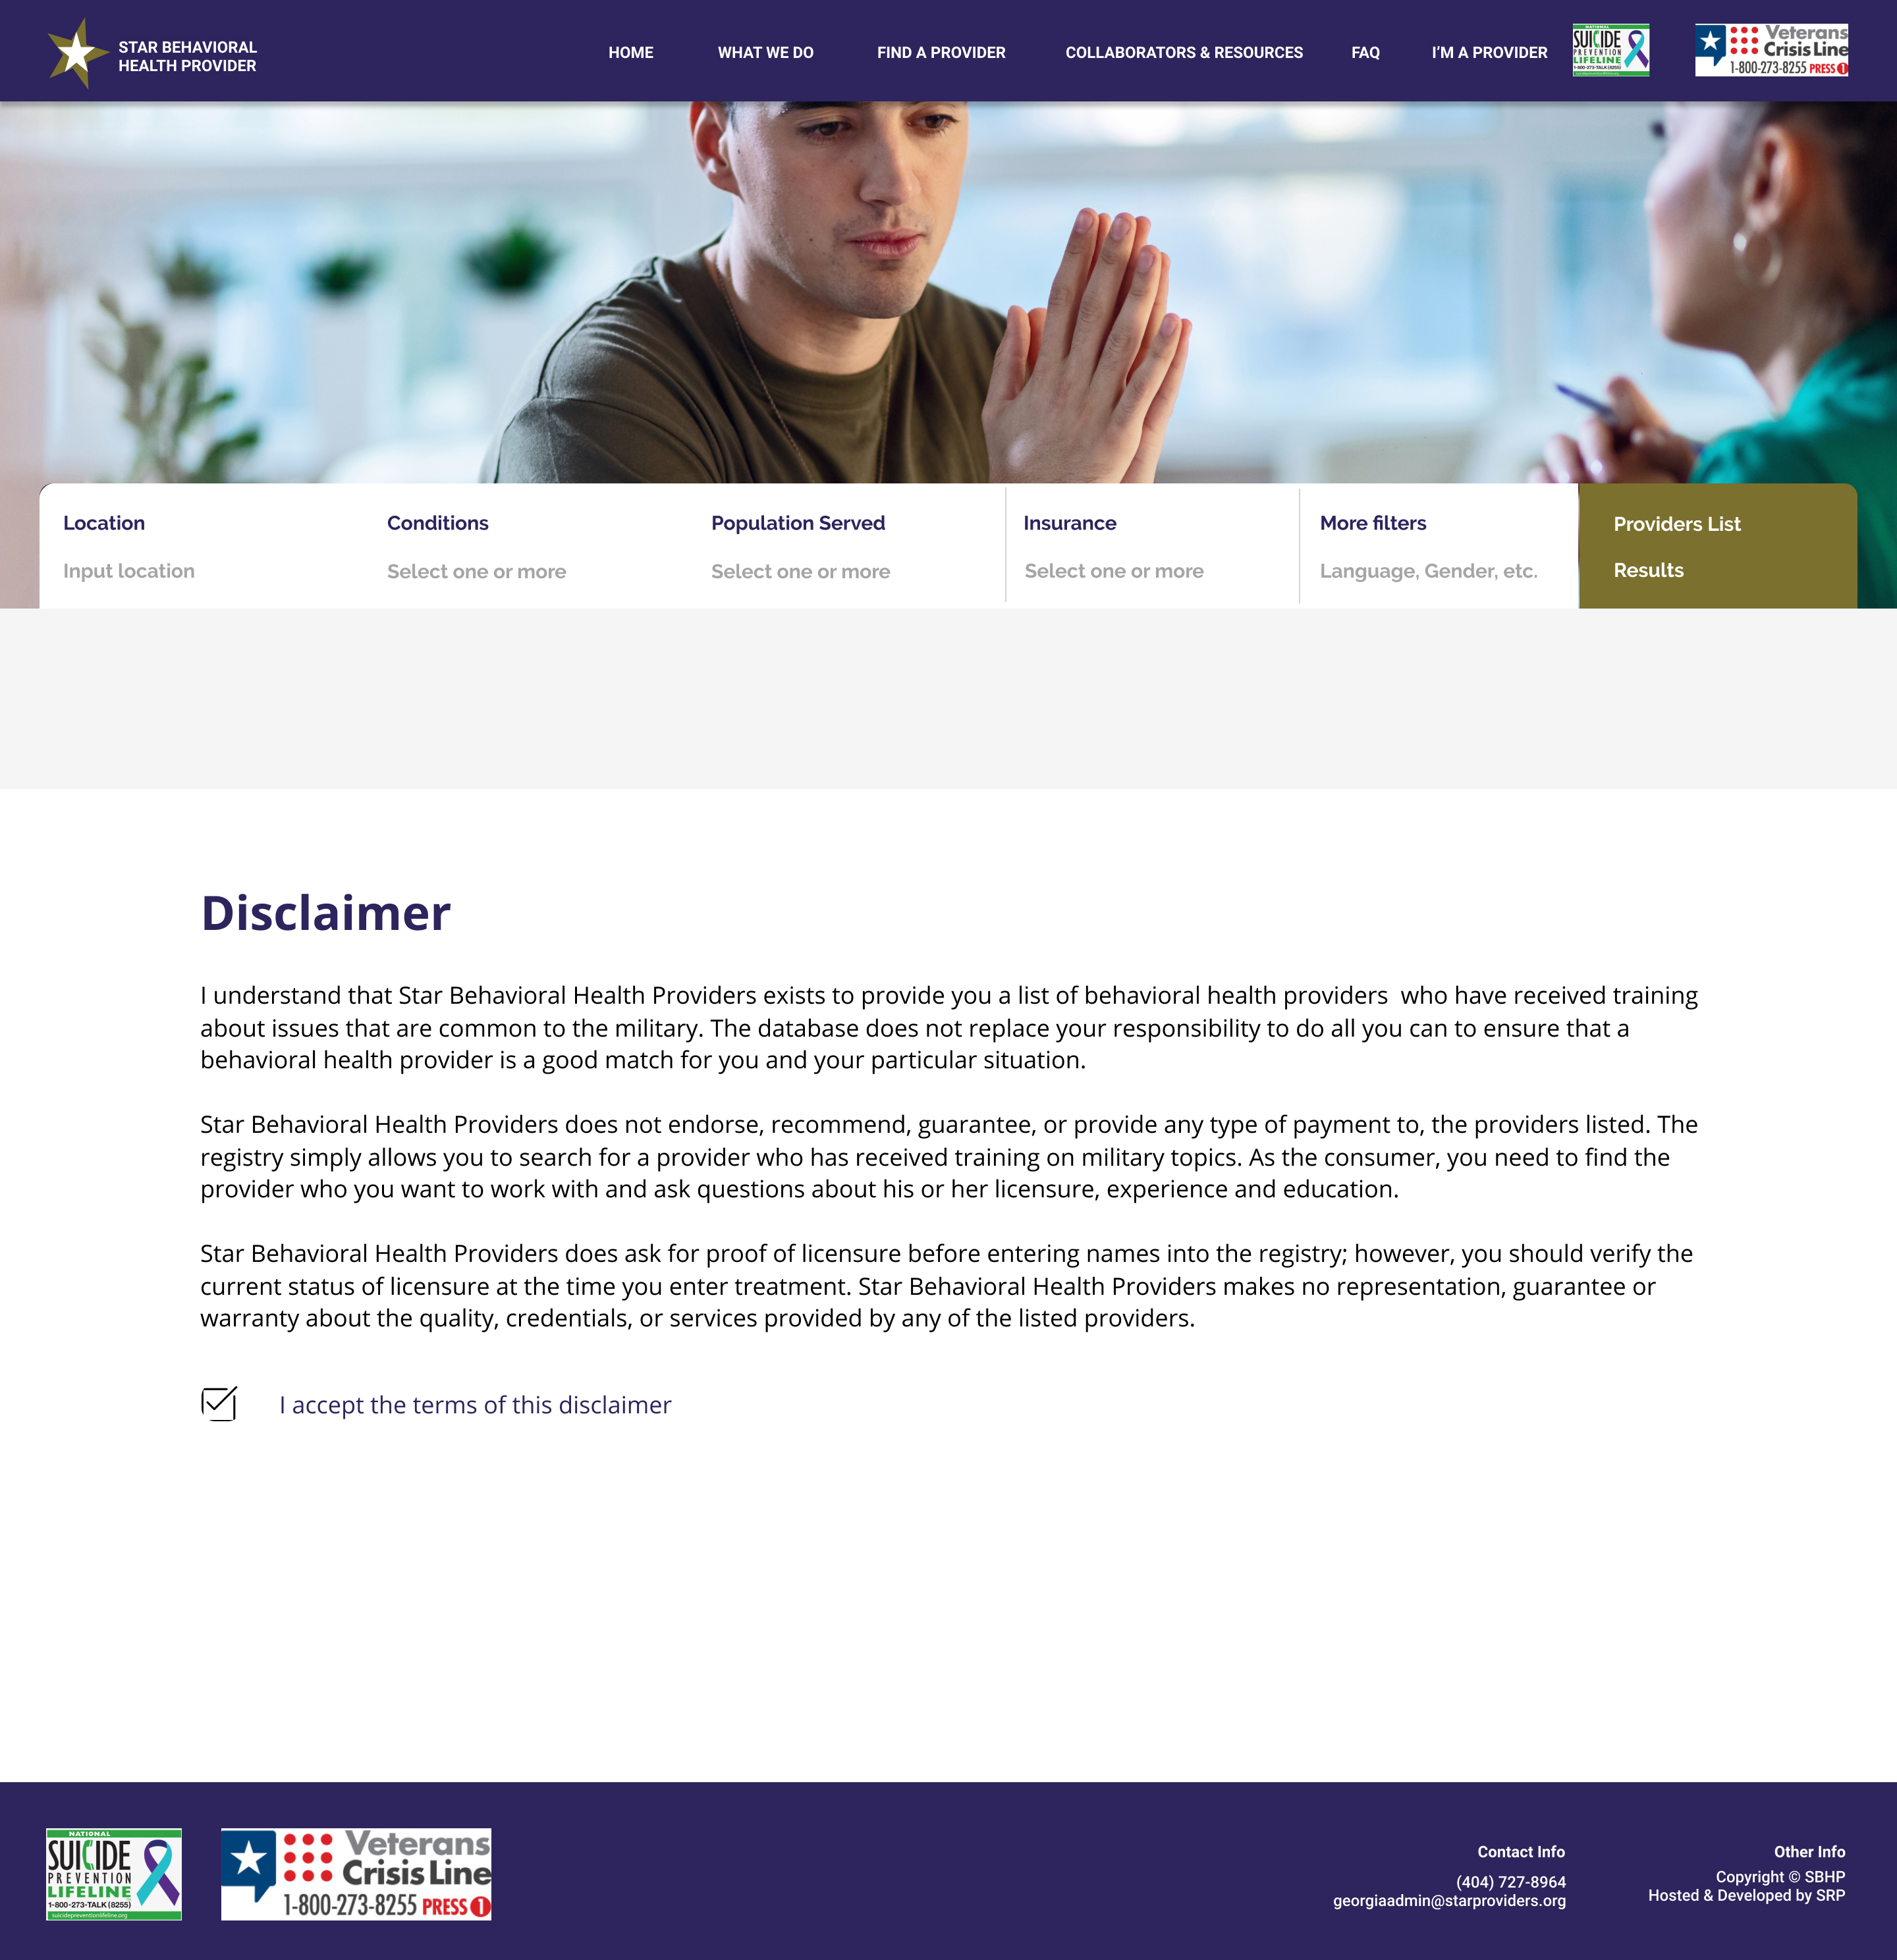 STAR BEHAVIORAL
HEALTH PROVIDER
HOME
WHAT WE DO
FIND A PROVIDER
COLLABORATORS & RESOURCES
FAQ
I'M A PROVIDER
NATIONAL
SUICIDE
PREVENTION
LIFELINE
1-800-273-TALK (8255)
suicidepreventionlifeline.org
Veterans
Crisis Line
1-800-273-8255 PRESS 1
Location
Input location
Conditions
Select one or more
Population Served
Select one or more
Insurance
Select one or more
More filters
Language, Gender, etc.
Providers List
Results
Disclaimer
I understand that Star Behavioral Health Providers exists to provide you a list of behavioral health providers  who have received training
about issues that are common to the military. The database does not replace your responsibility to do all you can to ensure that a
behavioral health provider is a good match for you and your particular situation.
Star Behavioral Health Providers does not endorse, recommend, guarantee, or provide any type of payment to, the providers listed. The
registry simply allows you to search for a provider who has received training on military topics. As the consumer, you need to find the
provider who you want to work with and ask questions about his or her licensure, experience and education.
Star Behavioral Health Providers does ask for proof of licensure before entering names into the registry; however, you should verify the
current status of licensure at the time you enter treatment. Star Behavioral Health Providers makes no representation, guarantee or
warranty about the quality, credentials, or services provided by any of the listed providers.
I accept the terms of this disclaimer
NATIONAL
SUICIDE
PREVENTION
LIFELINE
1-800-273-TALK (8255)
suicidepreventionlifeline.org
Veterans
Crisis Line
1-800-273-8255 PRESS 1
Contact Info
(404) 727-8964
georgiaadmin@starproviders.org
Other Info
Copyright © SBHP
Hosted & Developed by SRP